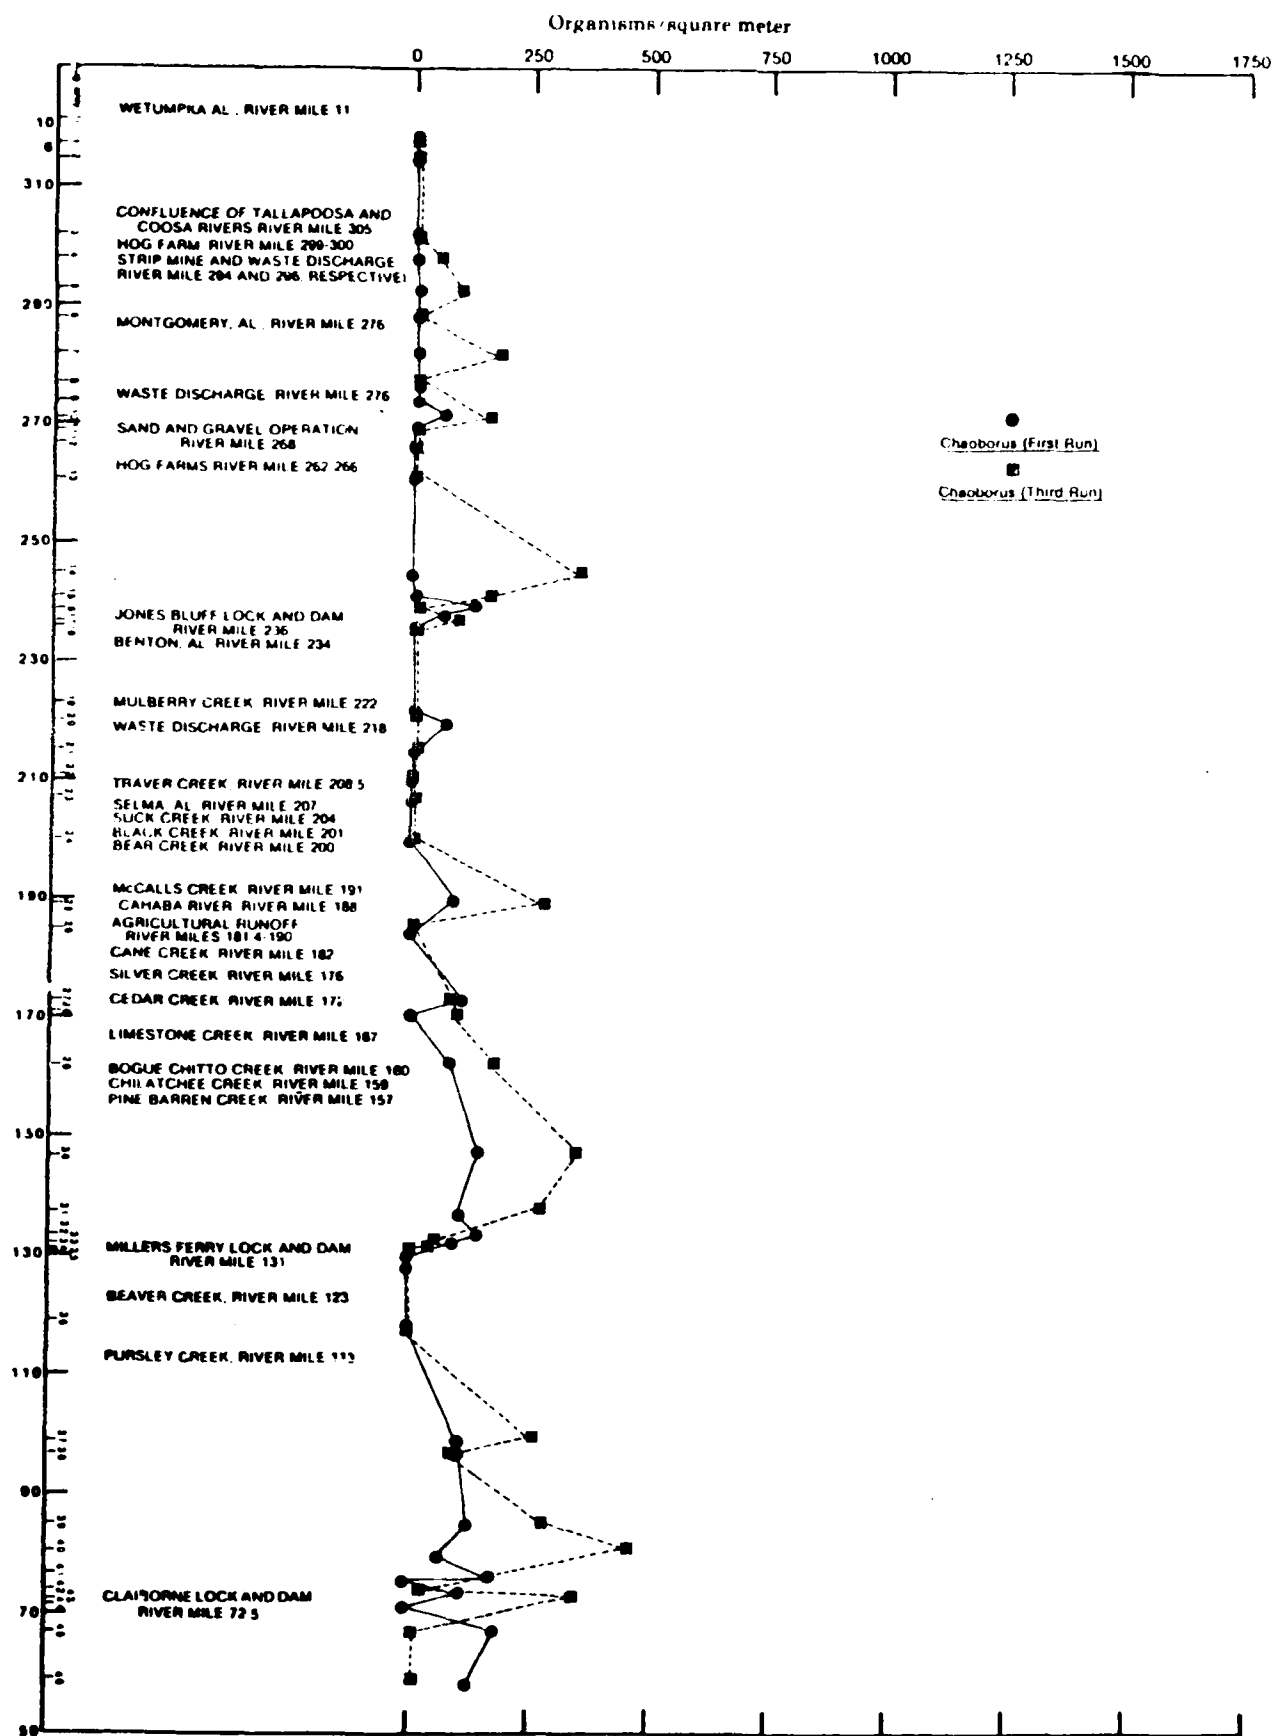 Organisms/square meter
0 250 500 750 1000 1250 1500 1750
WETUMPKA AL . RIVER MILE 11
10
6
310
CONFLUENCE OF TALLAPOOSA AND
COOSA RIVERS RIVER MILE 305
HOG FARM RIVER MILE 299-300
STRIP MINE AND WASTE DISCHARGE
RIVER MILE 294 AND 296, RESPECTIVEL
290
MONTGOMERY, AL . RIVER MILE 276
WASTE DISCHARGE RIVER MILE 276
270
SAND AND GRAVEL OPERATION
RIVER MILE 268
HOG FARMS RIVER MILE 262 266
Chaoborus (First Run)
Chaoborus (Third Run)
250
JONES BLUFF LOCK AND DAM
RIVER MILE 236
BENTON, AL RIVER MILE 234
230
MULBERRY CREEK RIVER MILE 222
WASTE DISCHARGE RIVER MILE 218
210
TRAVER CREEK, RIVER MILE 208 5
SELMA, AL RIVER MILE 207
SUCK CREEK RIVER MILE 204
BLACK CREEK RIVER MILE 201
BEAR CREEK RIVER MILE 200
190
McCALLS CREEK RIVER MILE 191
CAHABA RIVER RIVER MILE 188
AGRICULTURAL RUNOFF
RIVER MILES 181 4-190
CANE CREEK RIVER MILE 182
SILVER CREEK RIVER MILE 176
CEDAR CREEK RIVER MILE
170
LIMESTONE CREEK RIVER MILE 167
BOGUE CHITTO CREEK RIVER MILE 160
CHILATCHEE CREEK RIVER MILE 159
PINE BARREN CREEK RIVER MILE 157
150
130
MILLERS FERRY LOCK AND DAM
RIVER MILE 131
BEAVER CREEK, RIVER MILE 123
PURSLEY CREEK, RIVER MILE
110
90
CLAIBORNE LOCK AND DAM
RIVER MILE 72 5
70
50